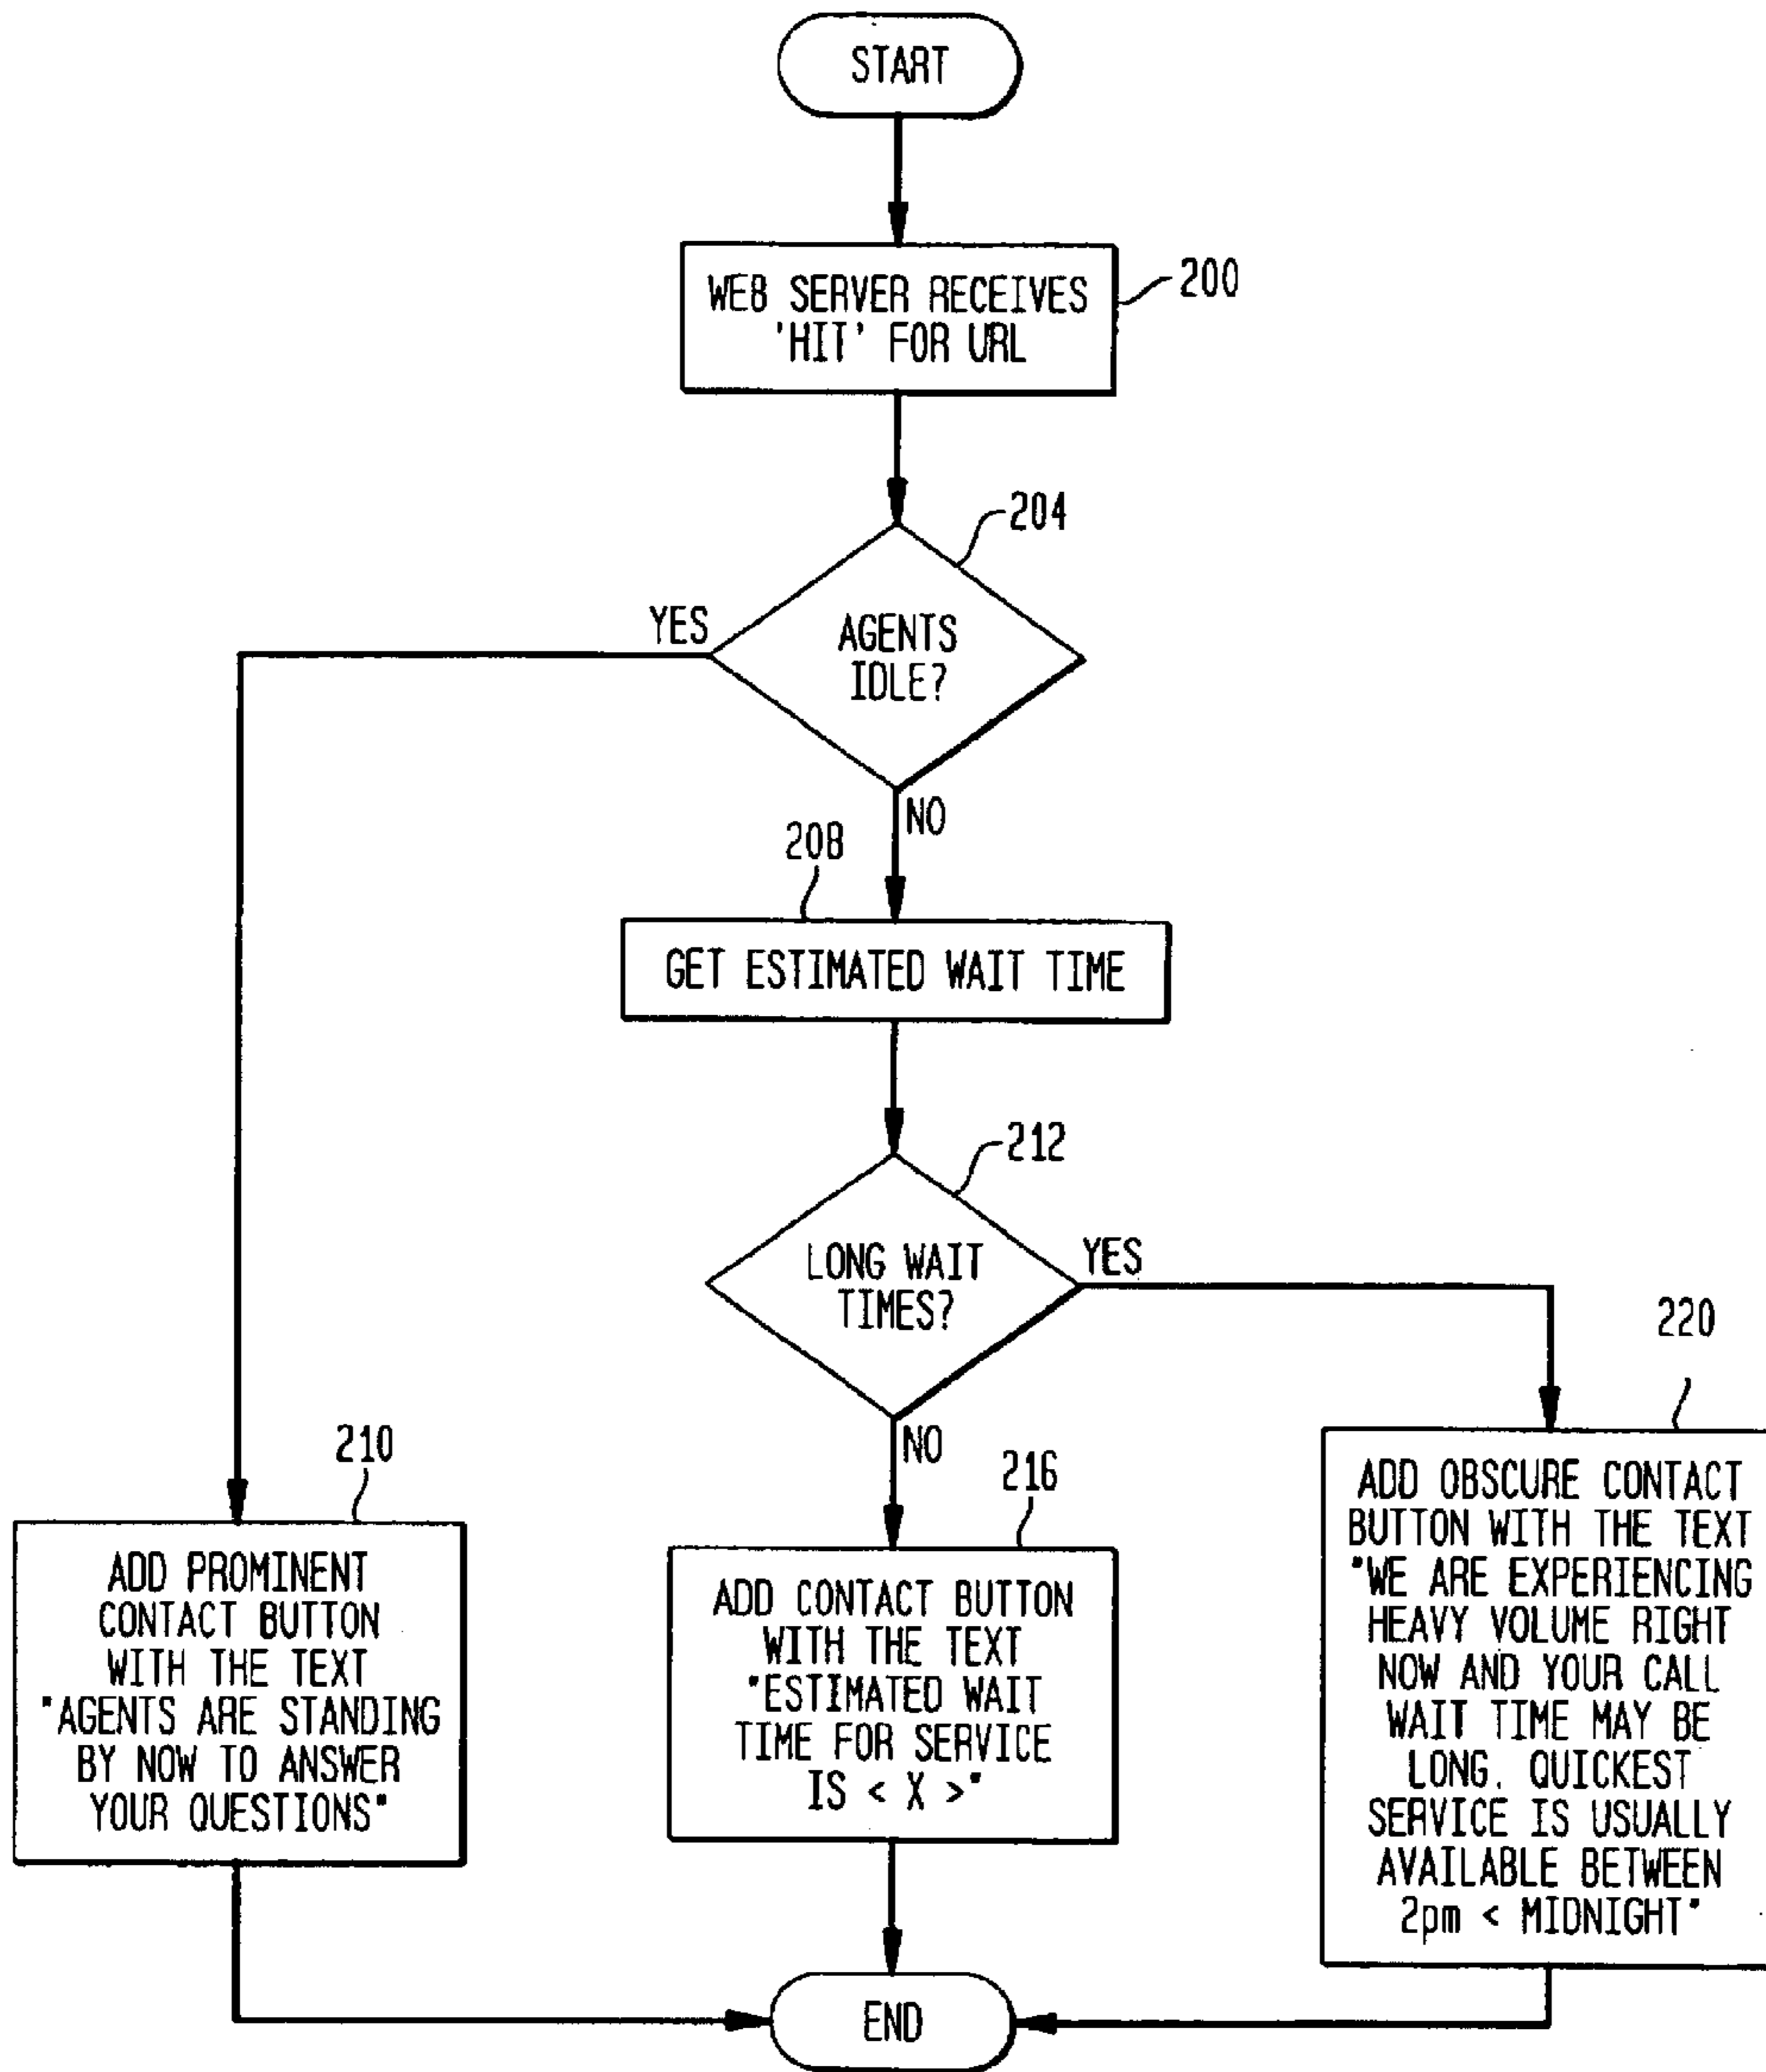 START
WEB SERVER RECEIVES
'HIT' FOR URL
200
204
AGENTS
IDLE?
YES
NO
208
GET ESTIMATED WAIT TIME
212
LONG WAIT
TIMES?
YES
NO
210
ADD PROMINENT
CONTACT BUTTON
WITH THE TEXT
"AGENTS ARE STANDING
BY NOW TO ANSWER
YOUR QUESTIONS"
216
ADD CONTACT BUTTON
WITH THE TEXT
"ESTIMATED WAIT
TIME FOR SERVICE
IS < X >"
220
ADD OBSCURE CONTACT
BUTTON WITH THE TEXT
"WE ARE EXPERIENCING
HEAVY VOLUME RIGHT
NOW AND YOUR CALL
WAIT TIME MAY BE
LONG. QUICKEST
SERVICE IS USUALLY
AVAILABLE BETWEEN
2pm < MIDNIGHT"
END